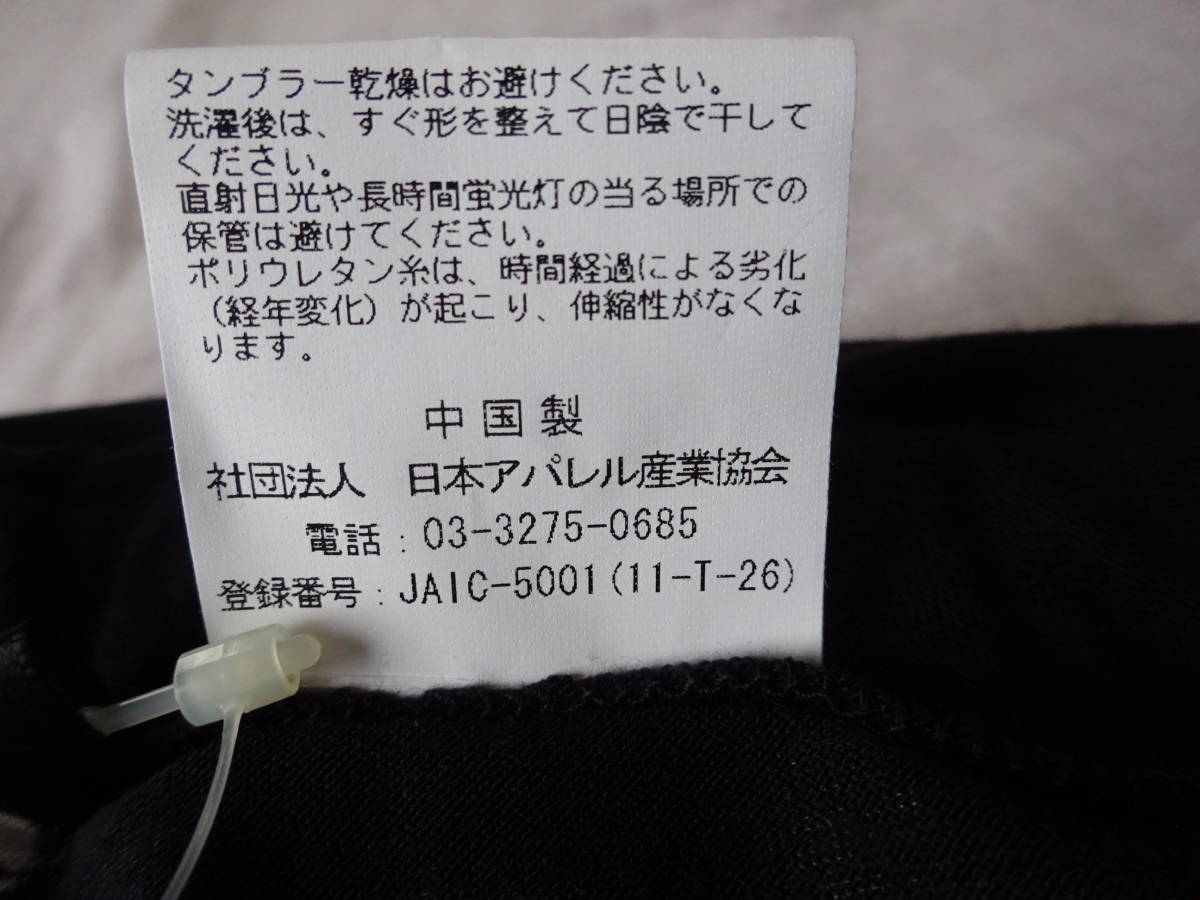 タンブラー乾燥はお避けください。
洗濯後は、すぐ形を整えて日陰で干して
ください。
直射日光や長時間蛍光灯の当る場所での
保管は避けてください。
ポリウレタン糸は、時間経過による劣化
（経年変化）が起こり、伸縮性がなくな
ります。
中国製
社団法人　日本アパレル産業協会
電話：03-3275-0685
登録番号：JAIC-5001(11-T-26)